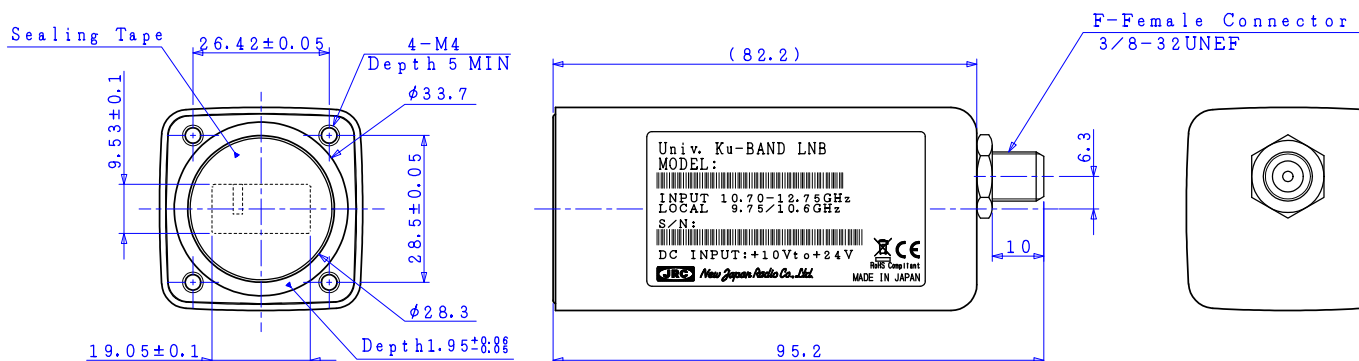 Sealing Tape
26.42±0.05
4-M4
Depth 5 MIN
φ33.7
9.53±0.1
28.5±0.05
φ28.3
19.05±0.1
Depth1.95
(82.2)
F-Female Connector
3/8-32UNEF
6.3
10
95.2
Univ. Ku-BAND LNB
MODEL:
INPUT 10.70-12.75GHz
LOCAL 9.75/10.6GHz
S/N:
DC INPUT:+10Vto+24V
CE
RoHS Compliant
JRC New Japan Radio Co.,Ltd.
MADE IN JAPAN